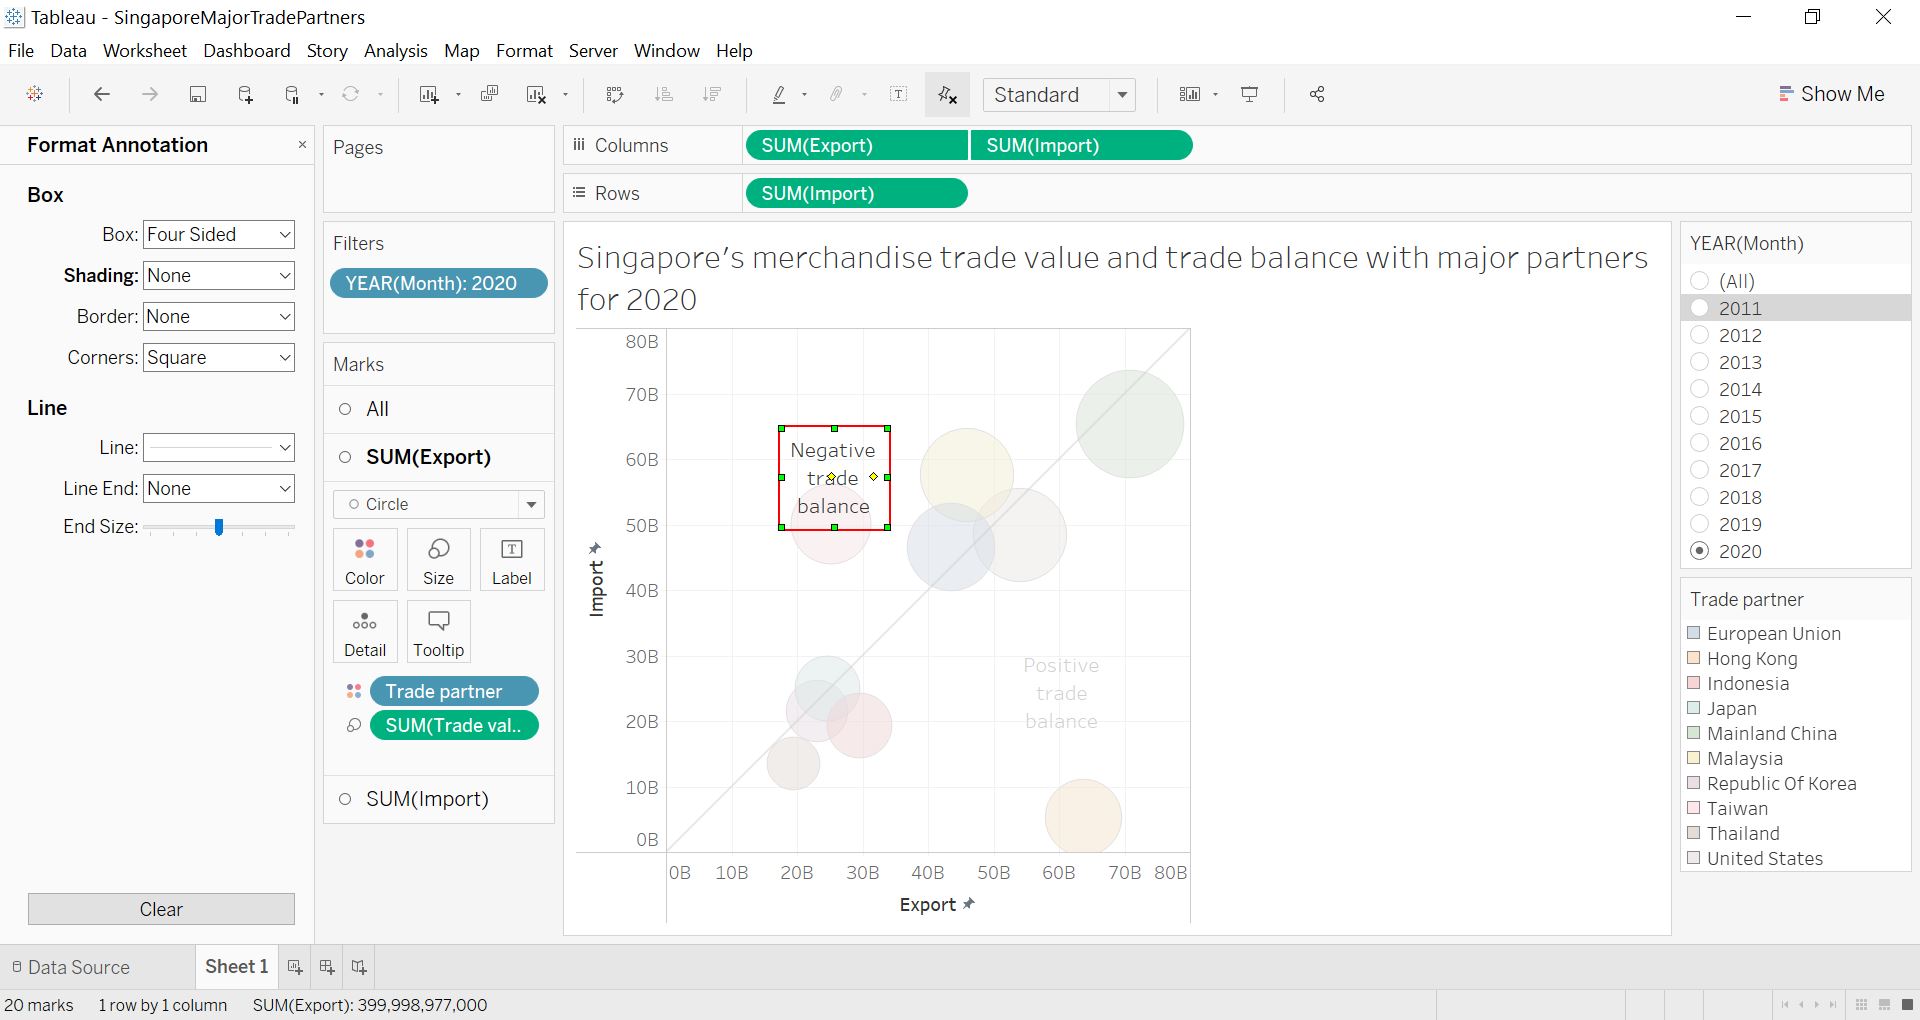 Tableau - SingaporeMajorTradePartners
File Data Worksheet Dashboard Story Analysis Map Format Server Window Help
Standard
Show Me
Format Annotation
Box
Box: Four Sided
Shading: None
Border: None
Corners: Square
Line
Line:
Line End: None
End Size:
Clear
Pages
Filters
YEAR(Month): 2020
Marks
All
SUM(Export)
Circle
Color Size Label
Detail Tooltip
Trade partner
SUM(Trade val..
SUM(Import)
Columns SUM(Export) SUM(Import)
Rows SUM(Import)
Singapore's merchandise trade value and trade balance with major partners
for 2020
80B
70B
60B
50B
40B
30B
20B
10B
0B
Import
Negative
trade
balance
Positive
trade
balance
0B 10B 20B 30B 40B 50B 60B 70B 80B
Export
YEAR(Month)
(All)
2011
2012
2013
2014
2015
2016
2017
2018
2019
2020
Trade partner
European Union
Hong Kong
Indonesia
Japan
Mainland China
Malaysia
Republic Of Korea
Taiwan
Thailand
United States
Data Source Sheet 1
20 marks 1 row by 1 column SUM(Export): 399,998,977,000